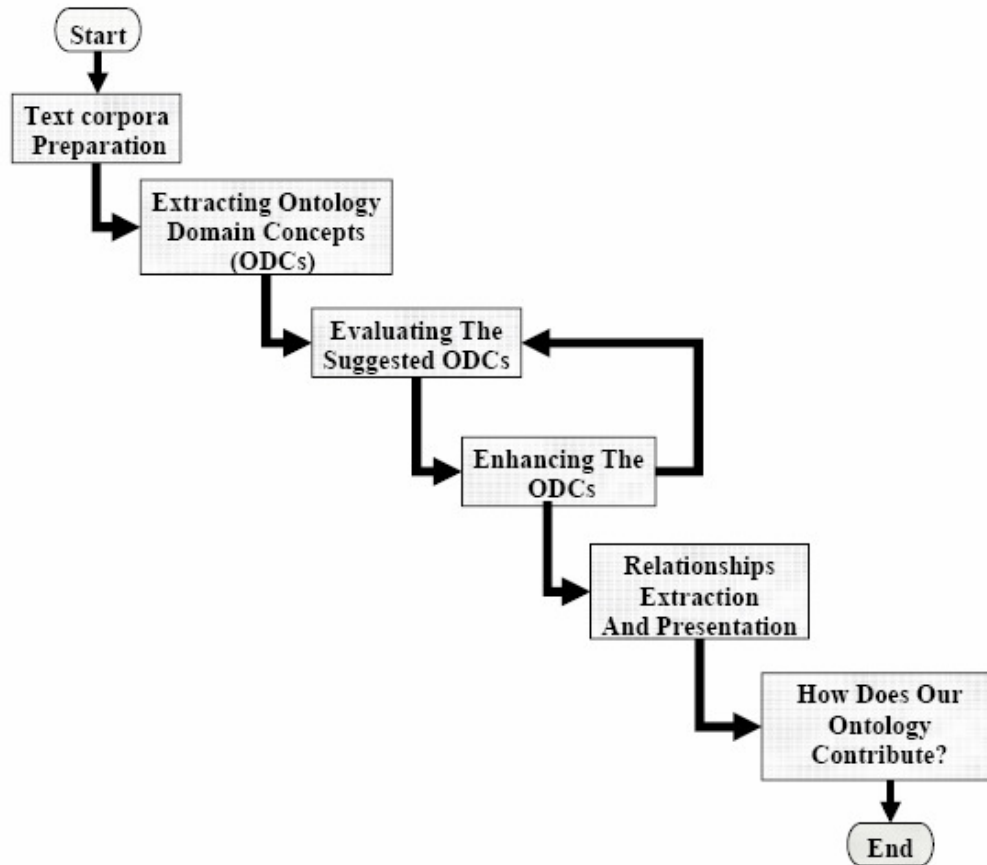 Start
Text corpora
Preparation
Extracting Ontology
Domain Concepts
(ODCs)
Evaluating The
Suggested ODCs
Enhancing The
ODCs
Relationships
Extraction
And Presentation
How Does Our
Ontology
Contribute?
End